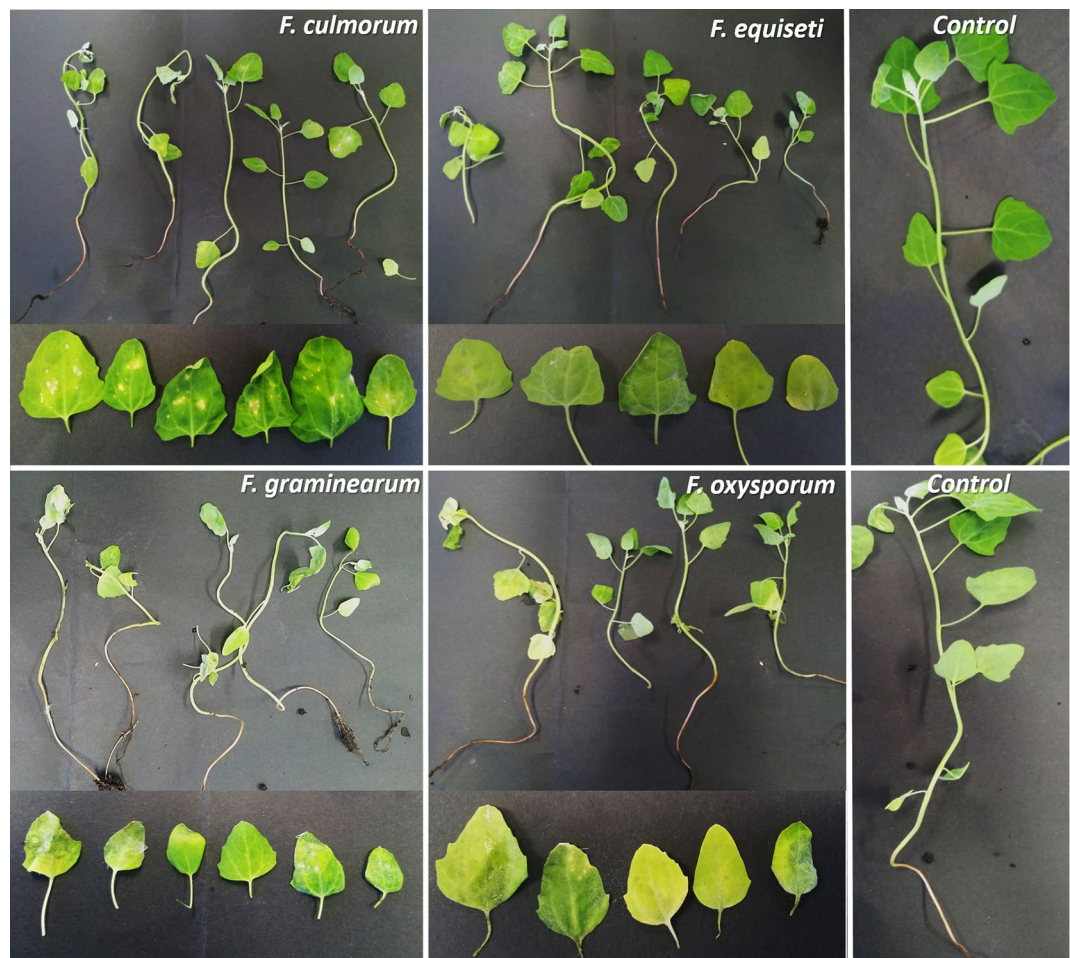 F. culmorum
F. equiseti
Control
F. graminearum
F. oxysporum
Control